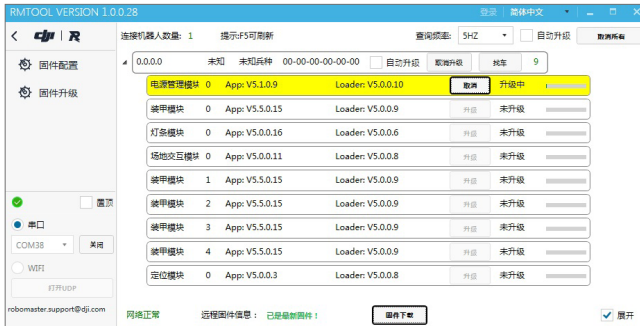 RMTOOL VERSION 1.0.0.28
登录 简体中文
dji R
连接机器人数量: 1 提示:F5可刷新 查询频率: 5HZ 自动升级 取消所有
固件配置
固件升级
0.0.0.0 未知 未知兵种 00-00-00-00-00-00 自动升级 取消升级 找车 9
电源管理模块 0 App: V5.1.0.9 Loader: V5.0.0.10 取消 升级中
装甲模块 0 App: V5.5.0.15 Loader: V5.0.0.9 升级 未升级
灯条模块 0 App: V5.0.0.16 Loader: V5.0.0.6 升级 未升级
场地交互模块 0 App: V5.0.0.11 Loader: V5.0.0.8 升级 未升级
装甲模块 1 App: V5.5.0.15 Loader: V5.0.0.9 升级 未升级
装甲模块 2 App: V5.5.0.15 Loader: V5.0.0.9 升级 未升级
装甲模块 3 App: V5.5.0.15 Loader: V5.0.0.9 升级 未升级
装甲模块 4 App: V5.5.0.15 Loader: V5.0.0.9 升级 未升级
定位模块 0 App: V5.0.0.3 Loader: V5.0.0.8 升级 未升级
置顶
串口
COM38 关闭
WIFI
打开UDP
robomaster.support@dji.com
网络正常 远程固件信息： 已是最新固件！ 固件下载 展开